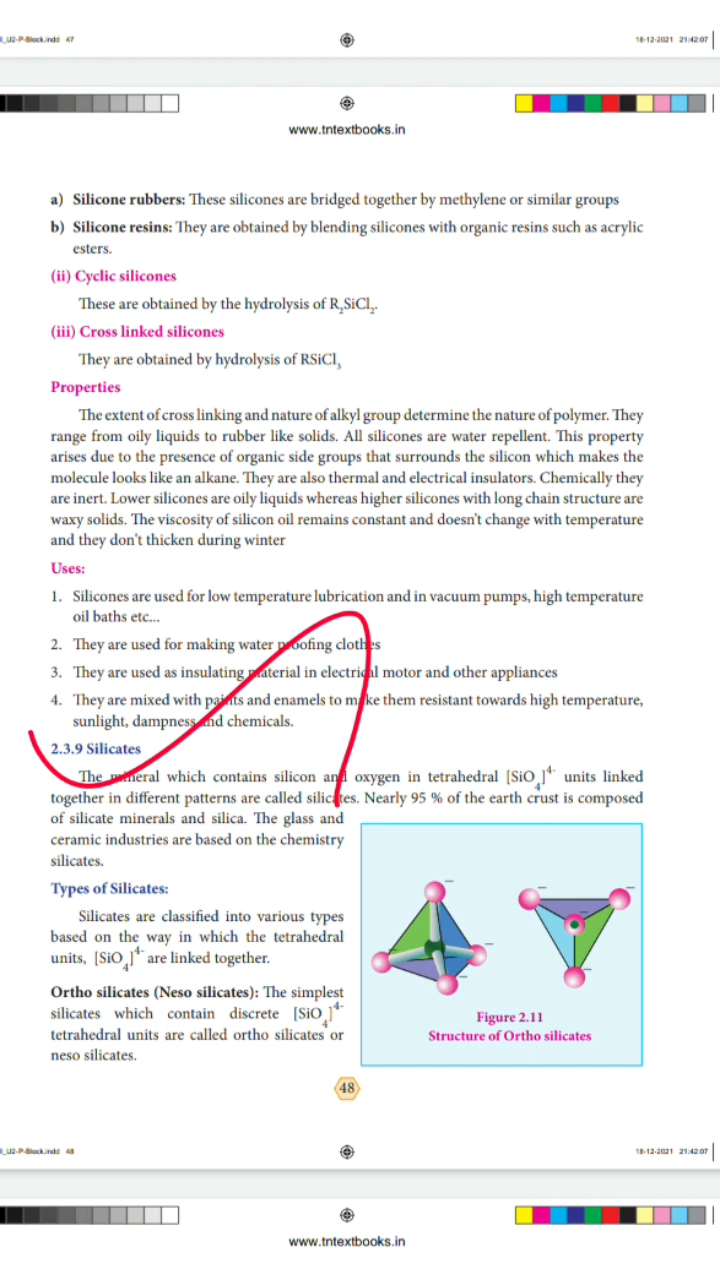 I_U2-P-Block.indd 47
18-12-2021 21:42:07
www.tntextbooks.in
a) Silicone rubbers: These silicones are bridged together by methylene or similar groups
b) Silicone resins: They are obtained by blending silicones with organic resins such as acrylic
esters.
(ii) Cyclic silicones
These are obtained by the hydrolysis of R₂SiCl₂.
(iii) Cross linked silicones
They are obtained by hydrolysis of RSiCl₃
Properties
The extent of cross linking and nature of alkyl group determine the nature of polymer. They
range from oily liquids to rubber like solids. All silicones are water repellent. This property
arises due to the presence of organic side groups that surrounds the silicon which makes the
molecule looks like an alkane. They are also thermal and electrical insulators. Chemically they
are inert. Lower silicones are oily liquids whereas higher silicones with long chain structure are
waxy solids. The viscosity of silicon oil remains constant and doesn't change with temperature
and they don't thicken during winter
Uses:
1. Silicones are used for low temperature lubrication and in vacuum pumps, high temperature
oil baths etc...
2. They are used for making water proofing clothes
3. They are used as insulating material in electrical motor and other appliances
4. They are mixed with paints and enamels to make them resistant towards high temperature,
sunlight, dampness and chemicals.
2.3.9 Silicates
The mineral which contains silicon and oxygen in tetrahedral [SiO₄]⁴⁻ units linked
together in different patterns are called silicates. Nearly 95 % of the earth crust is composed
of silicate minerals and silica. The glass and
ceramic industries are based on the chemistry
silicates.
Types of Silicates:
Silicates are classified into various types
based on the way in which the tetrahedral
units, [SiO₄]⁴⁻ are linked together.
Ortho silicates (Neso silicates): The simplest
silicates which contain discrete [SiO₄]⁴⁻
tetrahedral units are called ortho silicates or
neso silicates.
Figure 2.11
Structure of Ortho silicates
48
I_U2-P-Block.indd 48
18-12-2021 21:42:07
www.tntextbooks.in